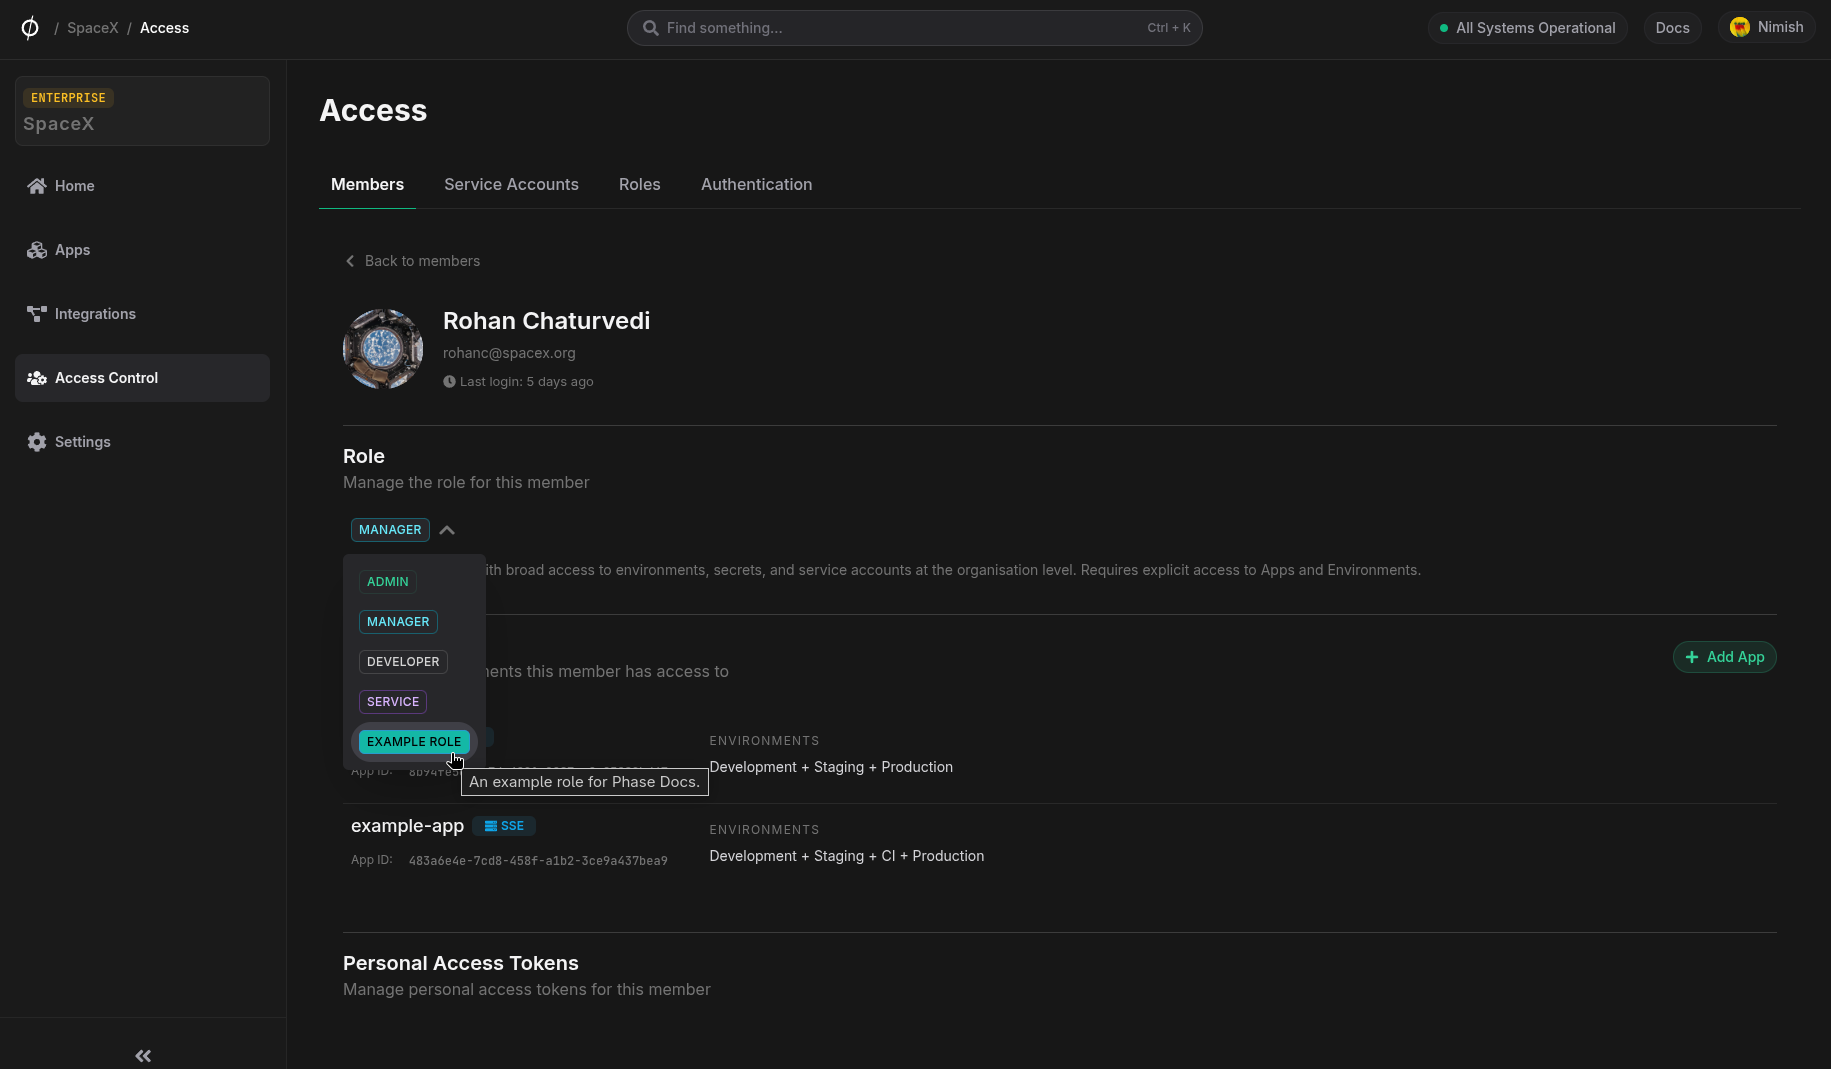 / SpaceX / Access
Find something...
Ctrl + K
All Systems Operational
Docs
Nimish
ENTERPRISE
SpaceX
Home
Apps
Integrations
Access Control
Settings
Access
Members
Service Accounts
Roles
Authentication
Back to members
Rohan Chaturvedi
rohanc@spacex.org
Last login: 5 days ago
Role
Manage the role for this member
MANAGER
ADMIN
MANAGER
DEVELOPER
SERVICE
EXAMPLE ROLE
broad access to environments, secrets, and service accounts at the organisation level. Requires explicit access to Apps and Environments.
this member has access to
Add App
ENVIRONMENTS
App ID:
An example role for Phase Docs.
Development + Staging + Production
example-app
SSE
ENVIRONMENTS
App ID: 483a6e4e-7cd8-458f-a1b2-3ce9a437bea9
Development + Staging + CI + Production
Personal Access Tokens
Manage personal access tokens for this member